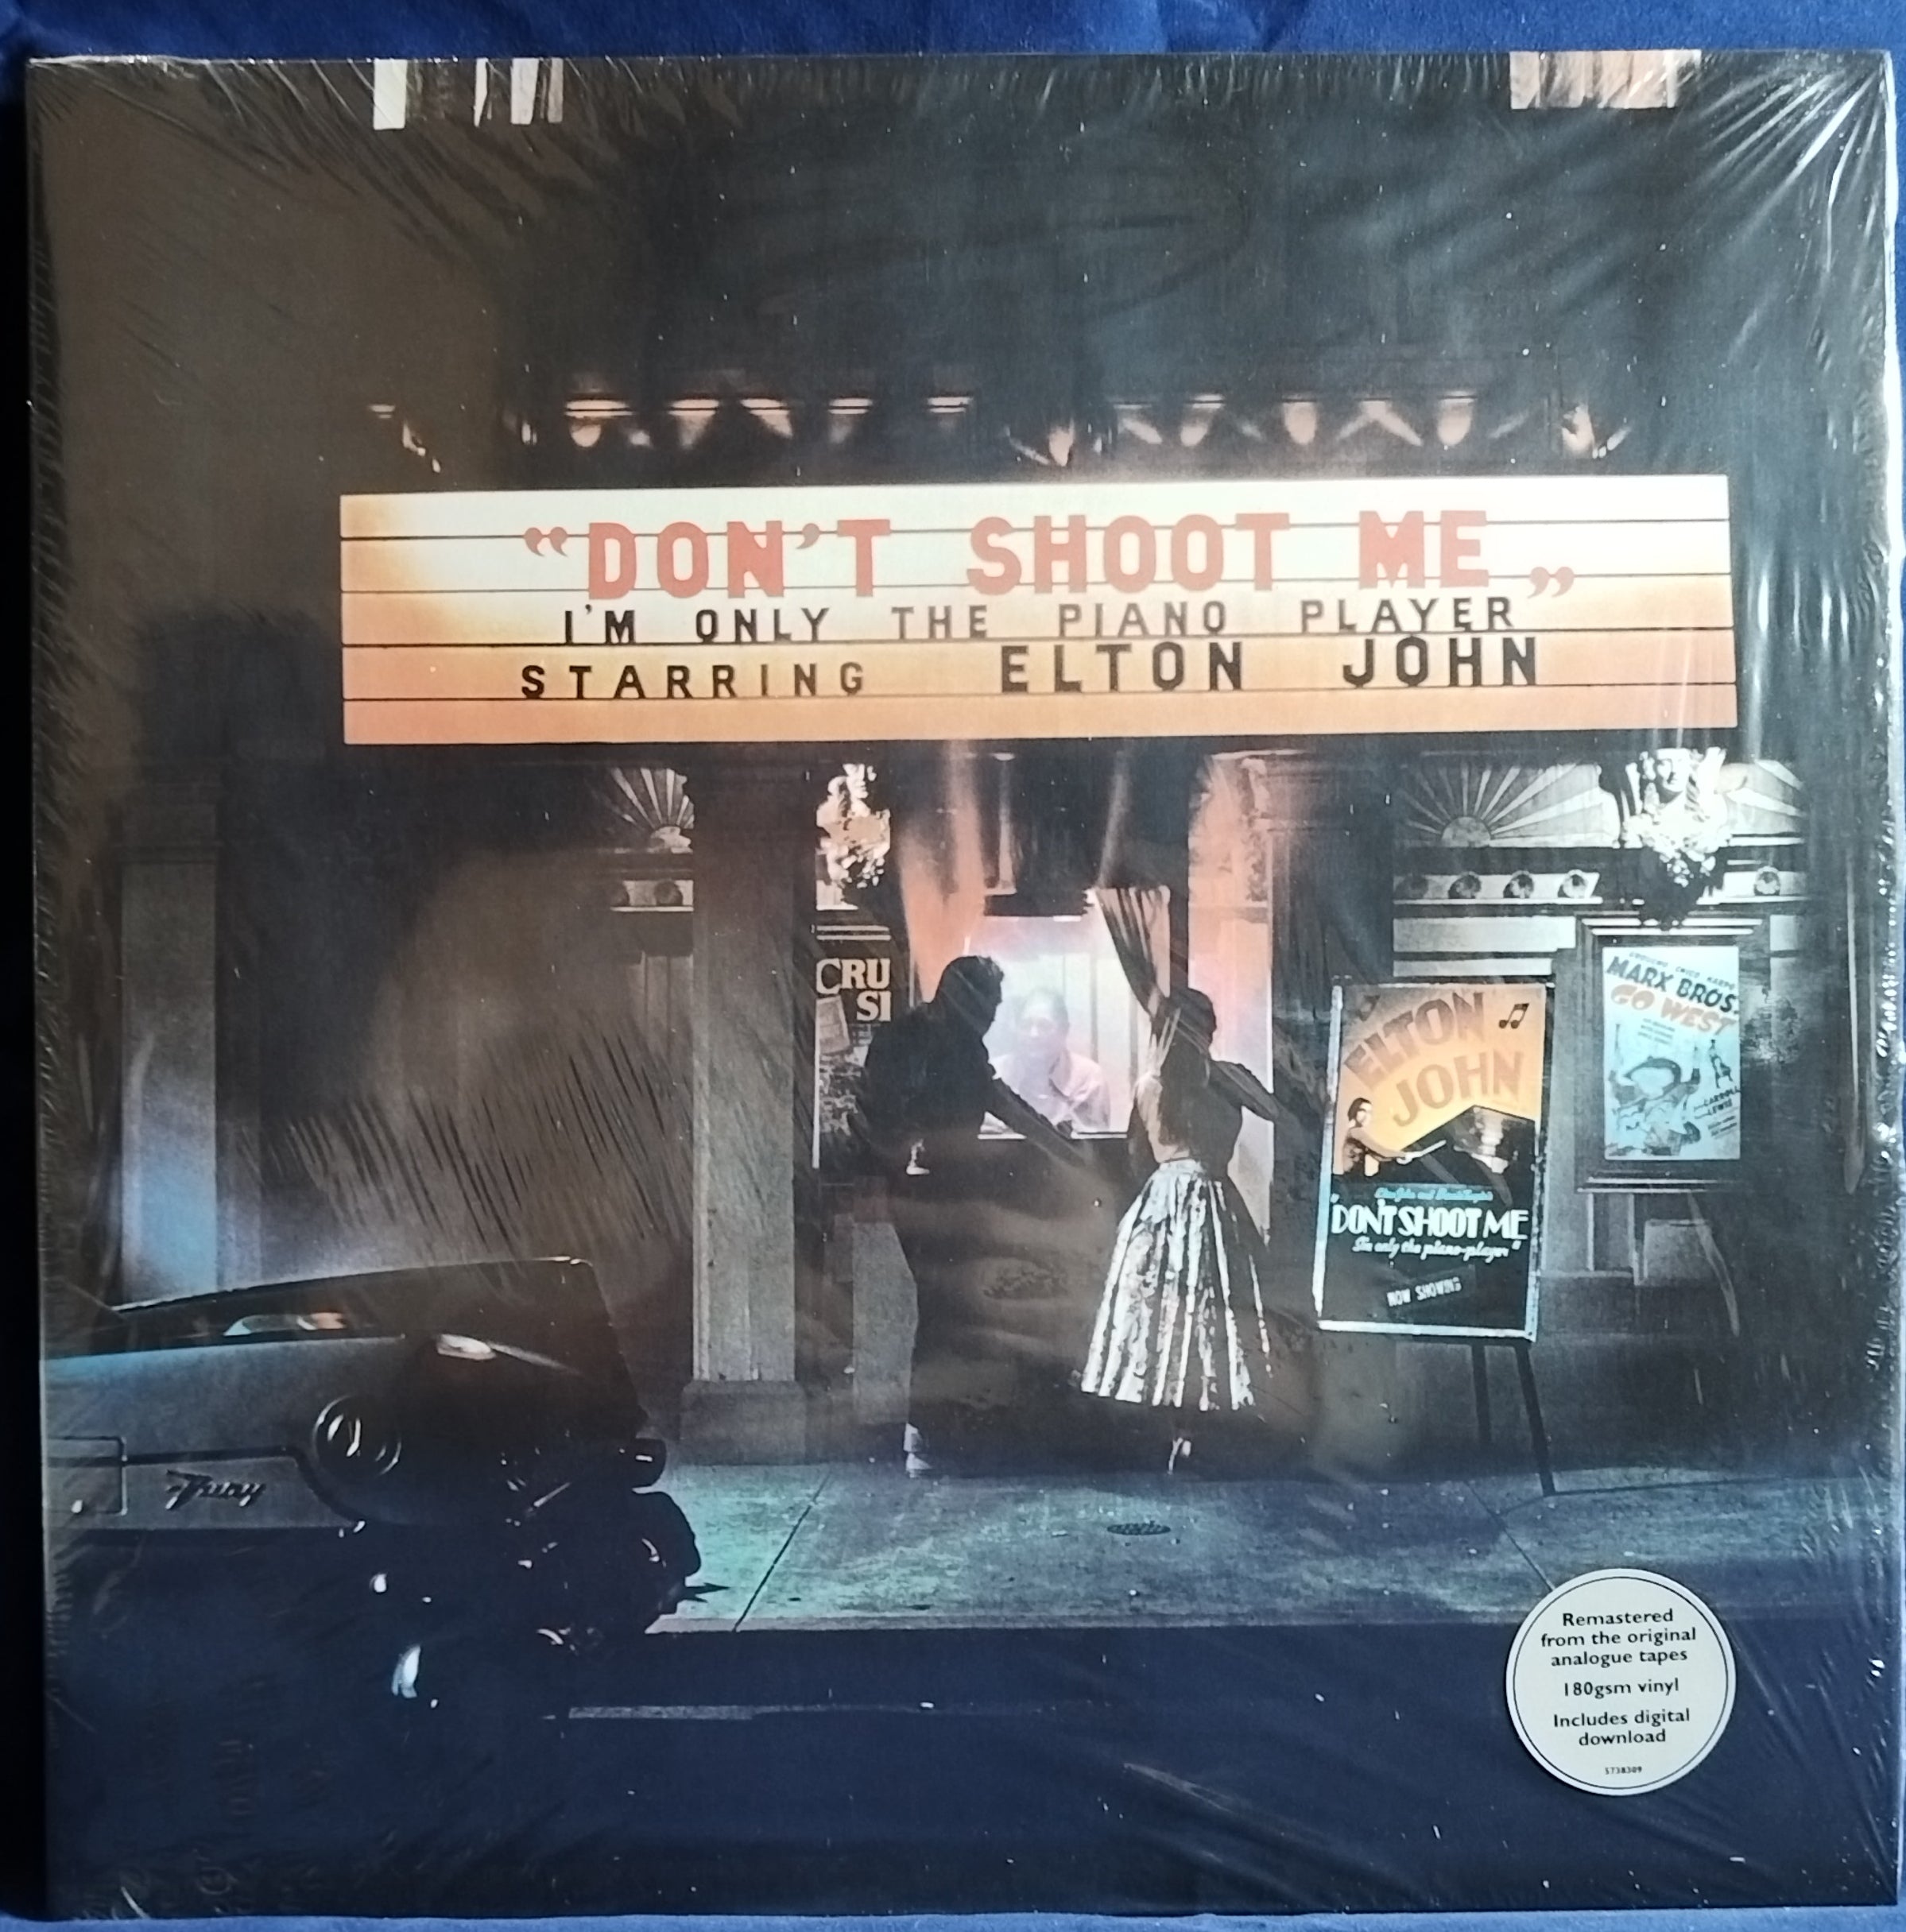 “DON'T SHOOT ME„
I'M ONLY THE PIANO PLAYER
STARRING ELTON JOHN
CRU
SI
ELTON
JOHN
"DON'T SHOOT ME
I'm only the piano-player"
NOW SHOWING
MARX BROS.
GO WEST
Remastered
from the original
analogue tapes
180gsm vinyl
Includes digital
download
5738309